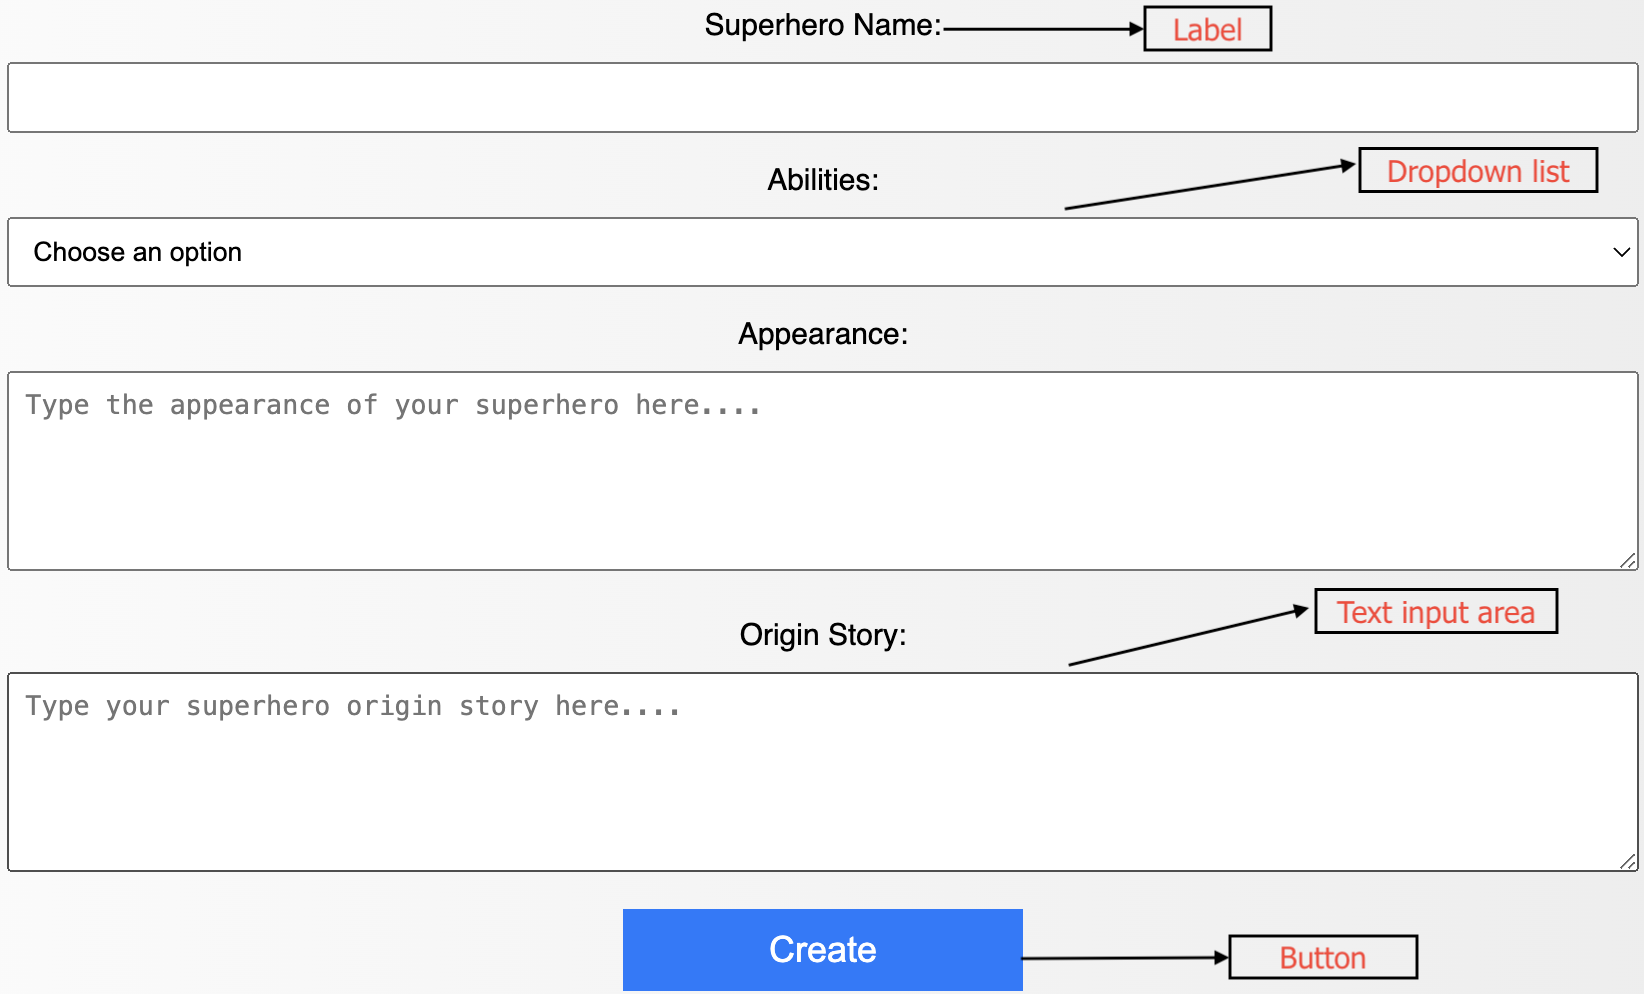 Superhero Name:
Label
Abilities:
Dropdown list
Choose an option
Appearance:
Type the appearance of your superhero here....
Text input area
Origin Story:
Type your superhero origin story here....
Create
Button